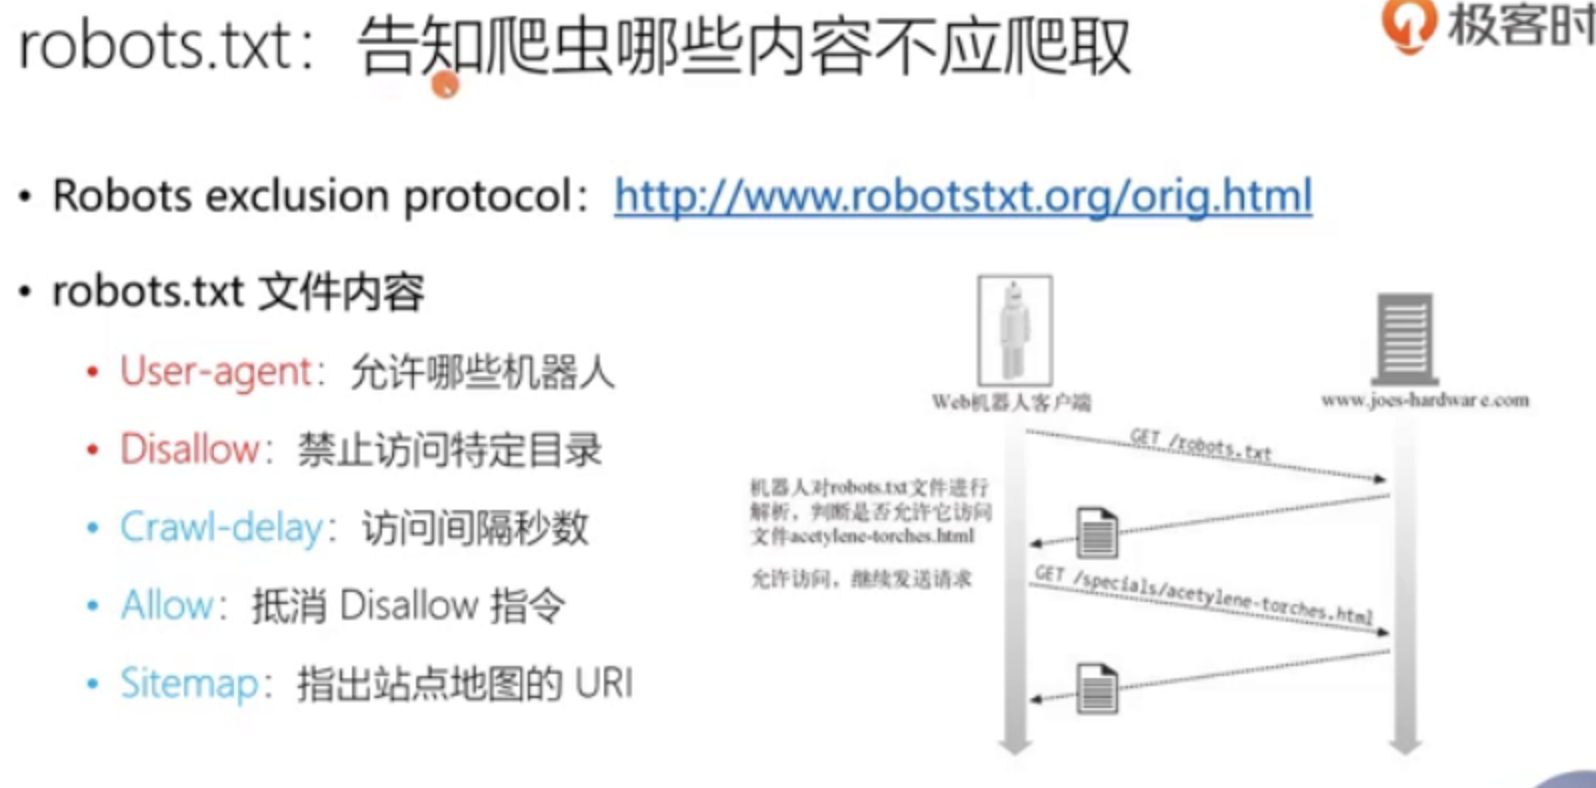 robots.txt：告知爬虫哪些内容不应爬取
极客时
• Robots exclusion protocol：http://www.robotstxt.org/orig.html
• robots.txt 文件内容
• User-agent：允许哪些机器人
• Disallow：禁止访问特定目录
• Crawl-delay：访问间隔秒数
• Allow：抵消 Disallow 指令
• Sitemap：指出站点地图的 URI
Web机器人客户端
www.joes-hardware.com
GET /robots.txt
机器人对robots.txt文件进行
解析，判断是否允许它访问
文件acetylene-torches.html
允许访问，继续发送请求
GET /specials/acetylene-torches.html